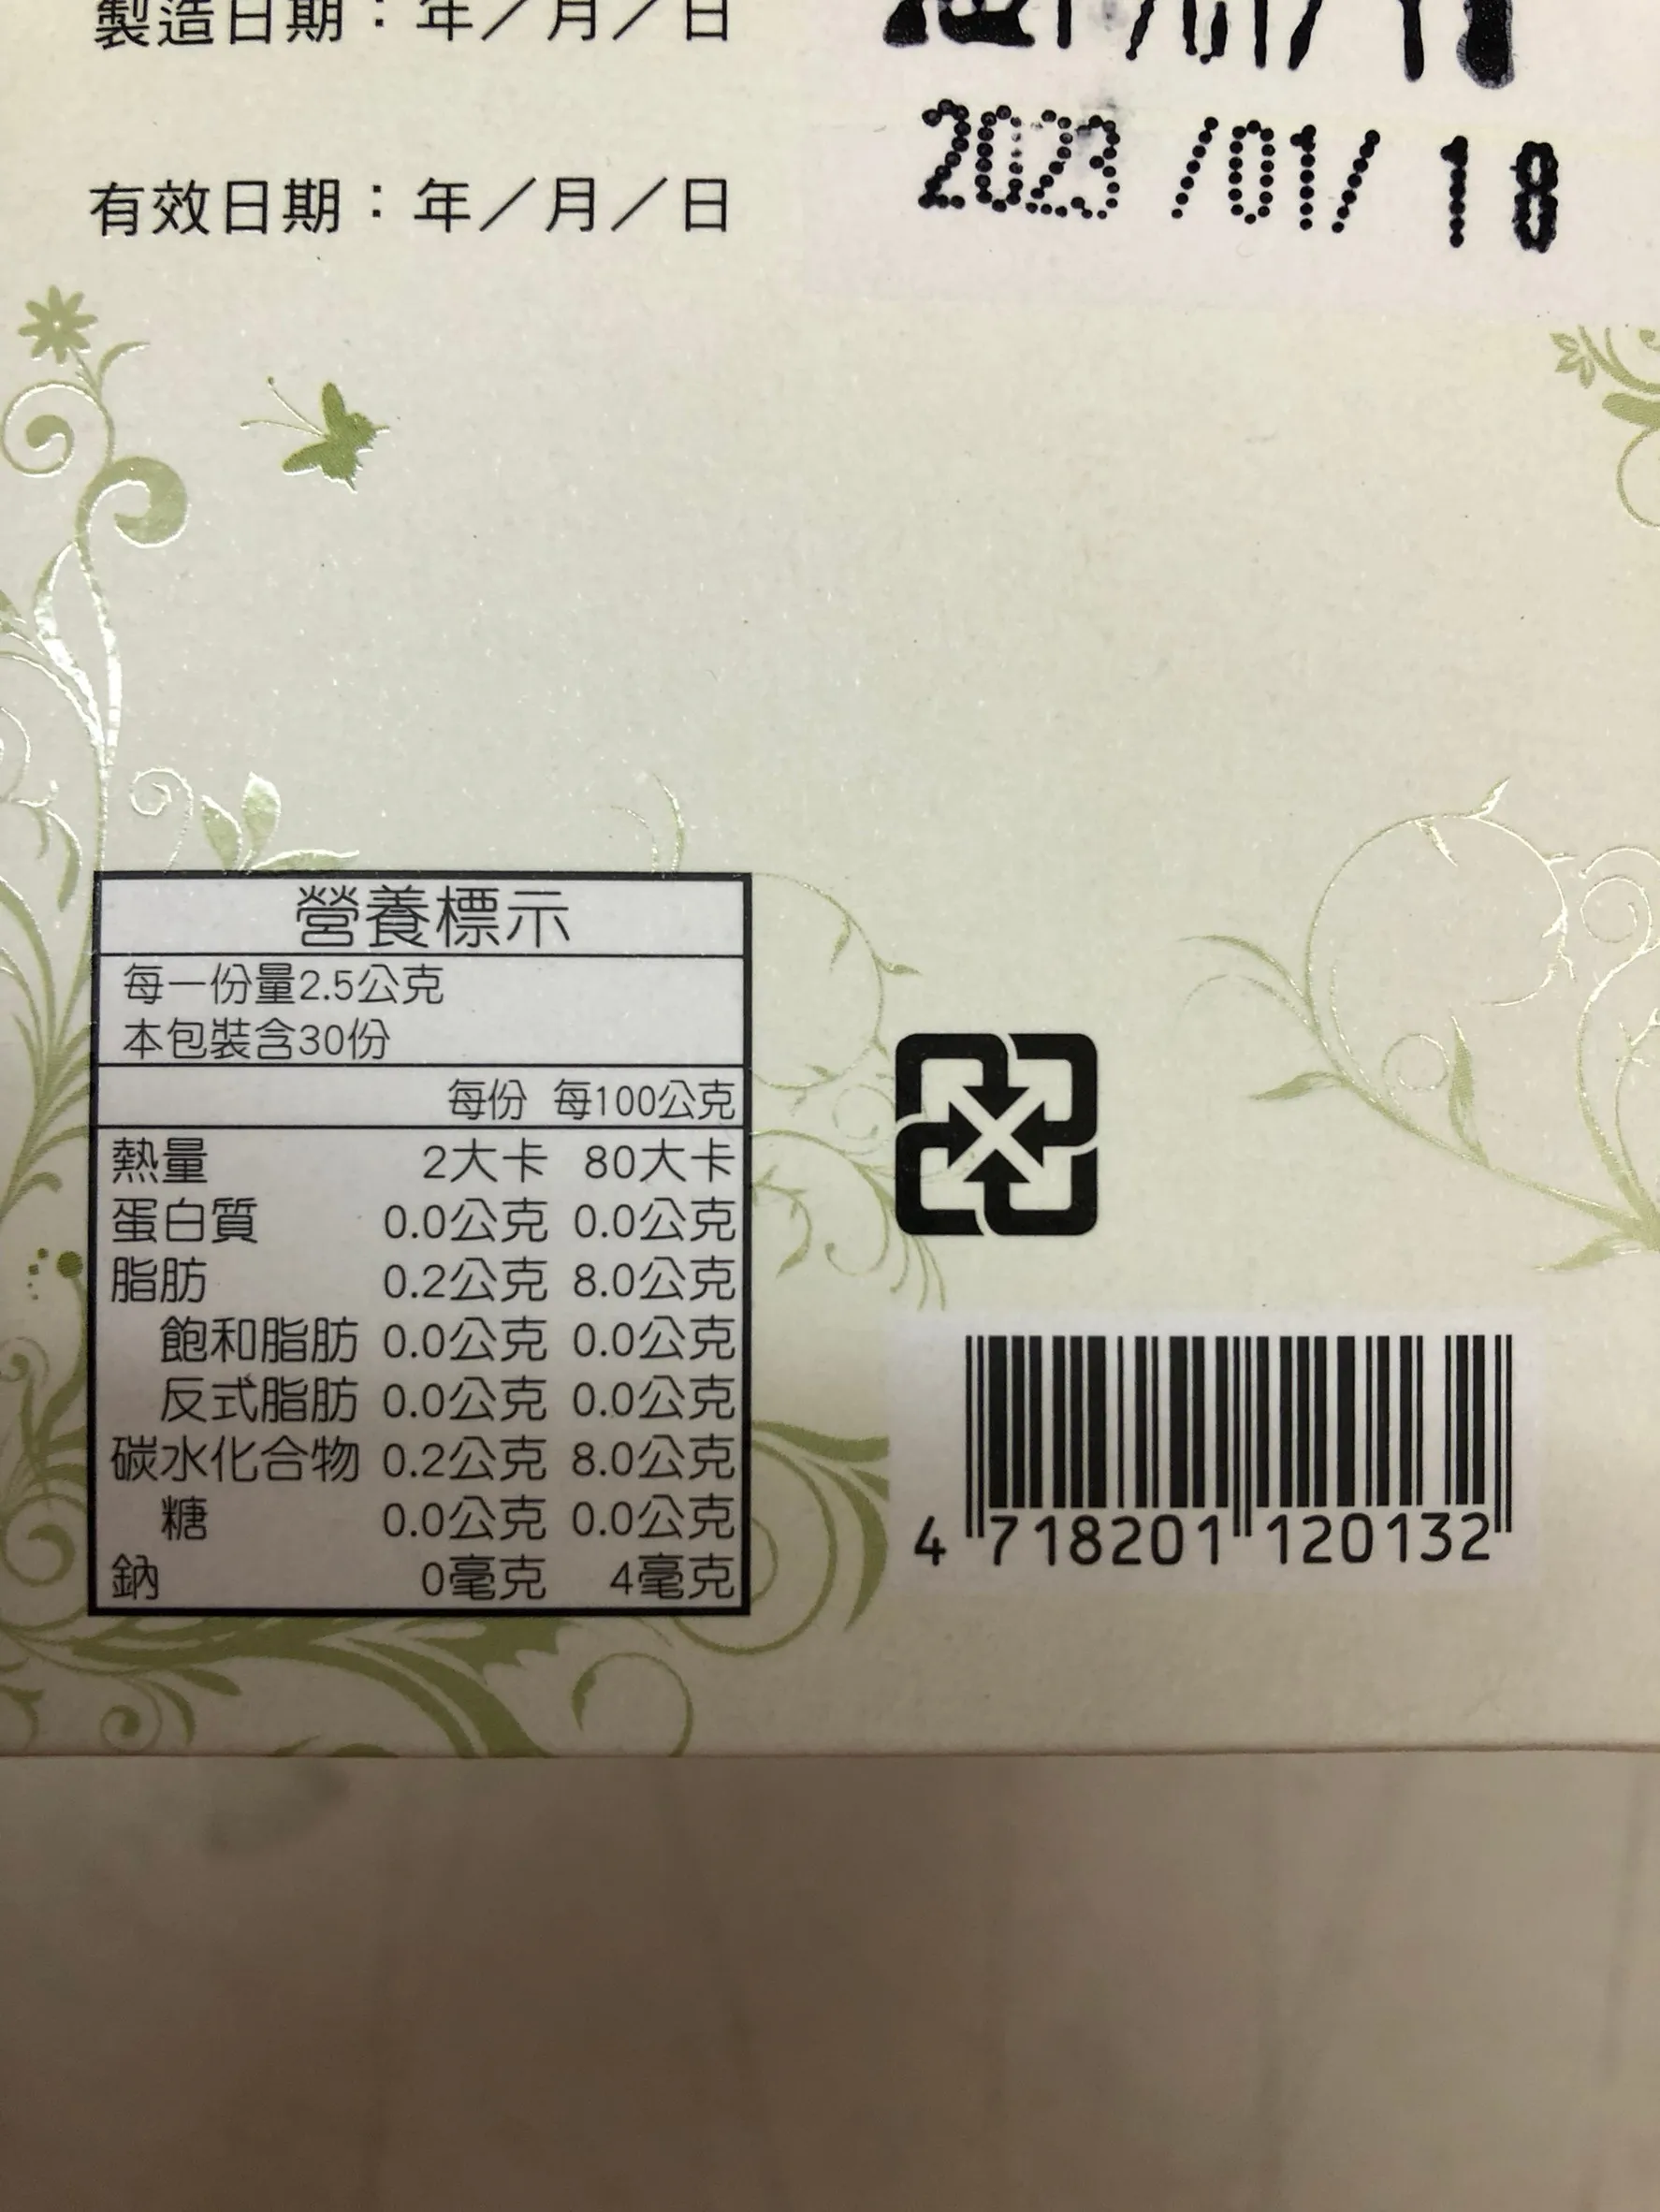 製造日期：年／月／日
有效日期：年／月／日 2023/01/18
營養標示
每一份量2.5公克
本包裝含30份
每份 每100公克
熱量 2大卡 80大卡
蛋白質 0.0公克 0.0公克
脂肪 0.2公克 8.0公克
飽和脂肪 0.0公克 0.0公克
反式脂肪 0.0公克 0.0公克
碳水化合物 0.2公克 8.0公克
糖 0.0公克 0.0公克
鈉 0毫克 4毫克
4 718201 120132